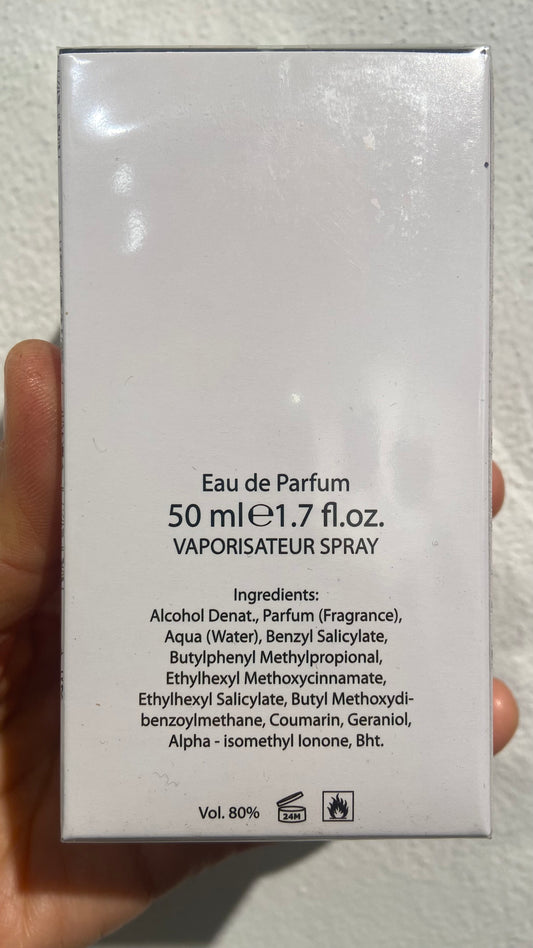 Eau de Parfum
50 ml℮1.7 fl.oz.
VAPORISATEUR SPRAY
Ingredients:
Alcohol Denat., Parfum (Fragrance),
Aqua (Water), Benzyl Salicylate,
Butylphenyl Methylpropional,
Ethylhexyl Methoxycinnamate,
Ethylhexyl Salicylate, Butyl Methoxydi-
benzoylmethane, Coumarin, Geraniol,
Alpha - isomethyl Ionone, Bht.
Vol. 80% 24M